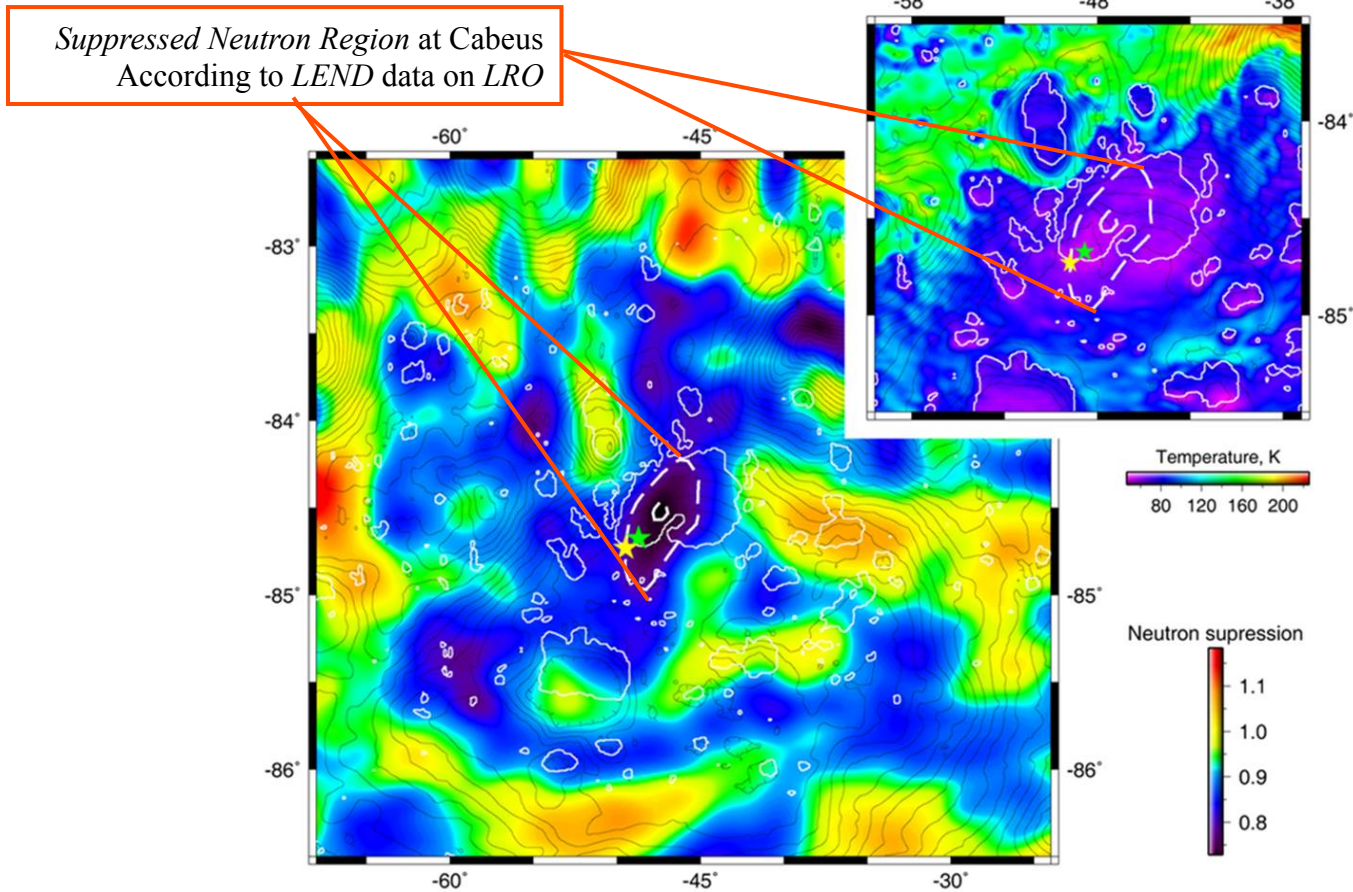 Suppressed Neutron Region at Cabeus
According to LEND data on LRO
-58˚ -48˚ -38˚
-84˚
-85˚
-60˚ -45˚
-83˚
-84˚
-85˚
-86˚
-85˚
-86˚
-60˚ -45˚ -30˚
Temperature, K
80 120 160 200
Neutron supression
1.1
1.0
0.9
0.8